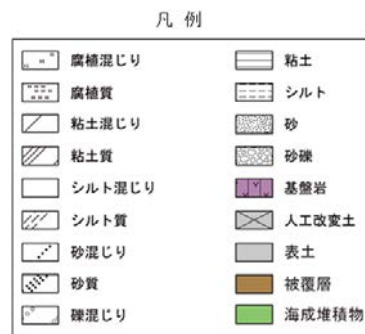 凡例
腐植混じり
腐植質
粘土混じり
粘土質
シルト混じり
シルト質
砂混じり
砂質
礫混じり
粘土
シルト
砂
砂礫
基盤岩
人工改変土
表土
被覆層
海成堆積物